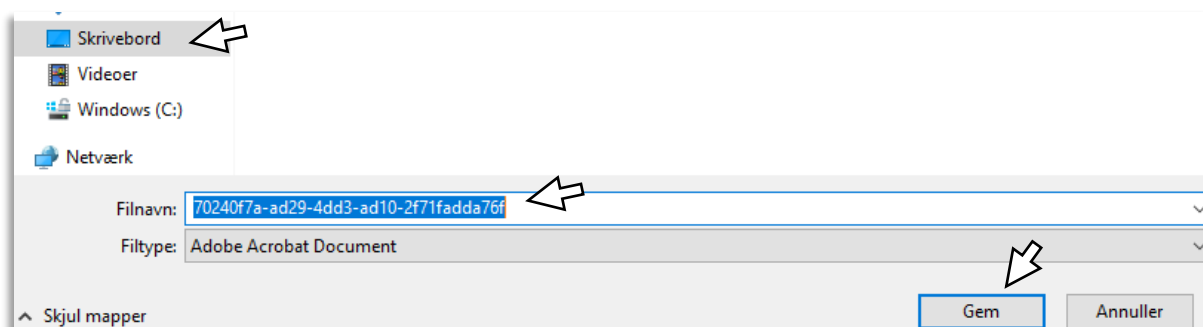 Skrivebord
Videoer
Windows (C:)
Netværk
Filnavn: 70240f7a-ad29-4dd3-ad10-2f71fadda76f
Filtype: Adobe Acrobat Document
Skjul mapper Gem Annuller